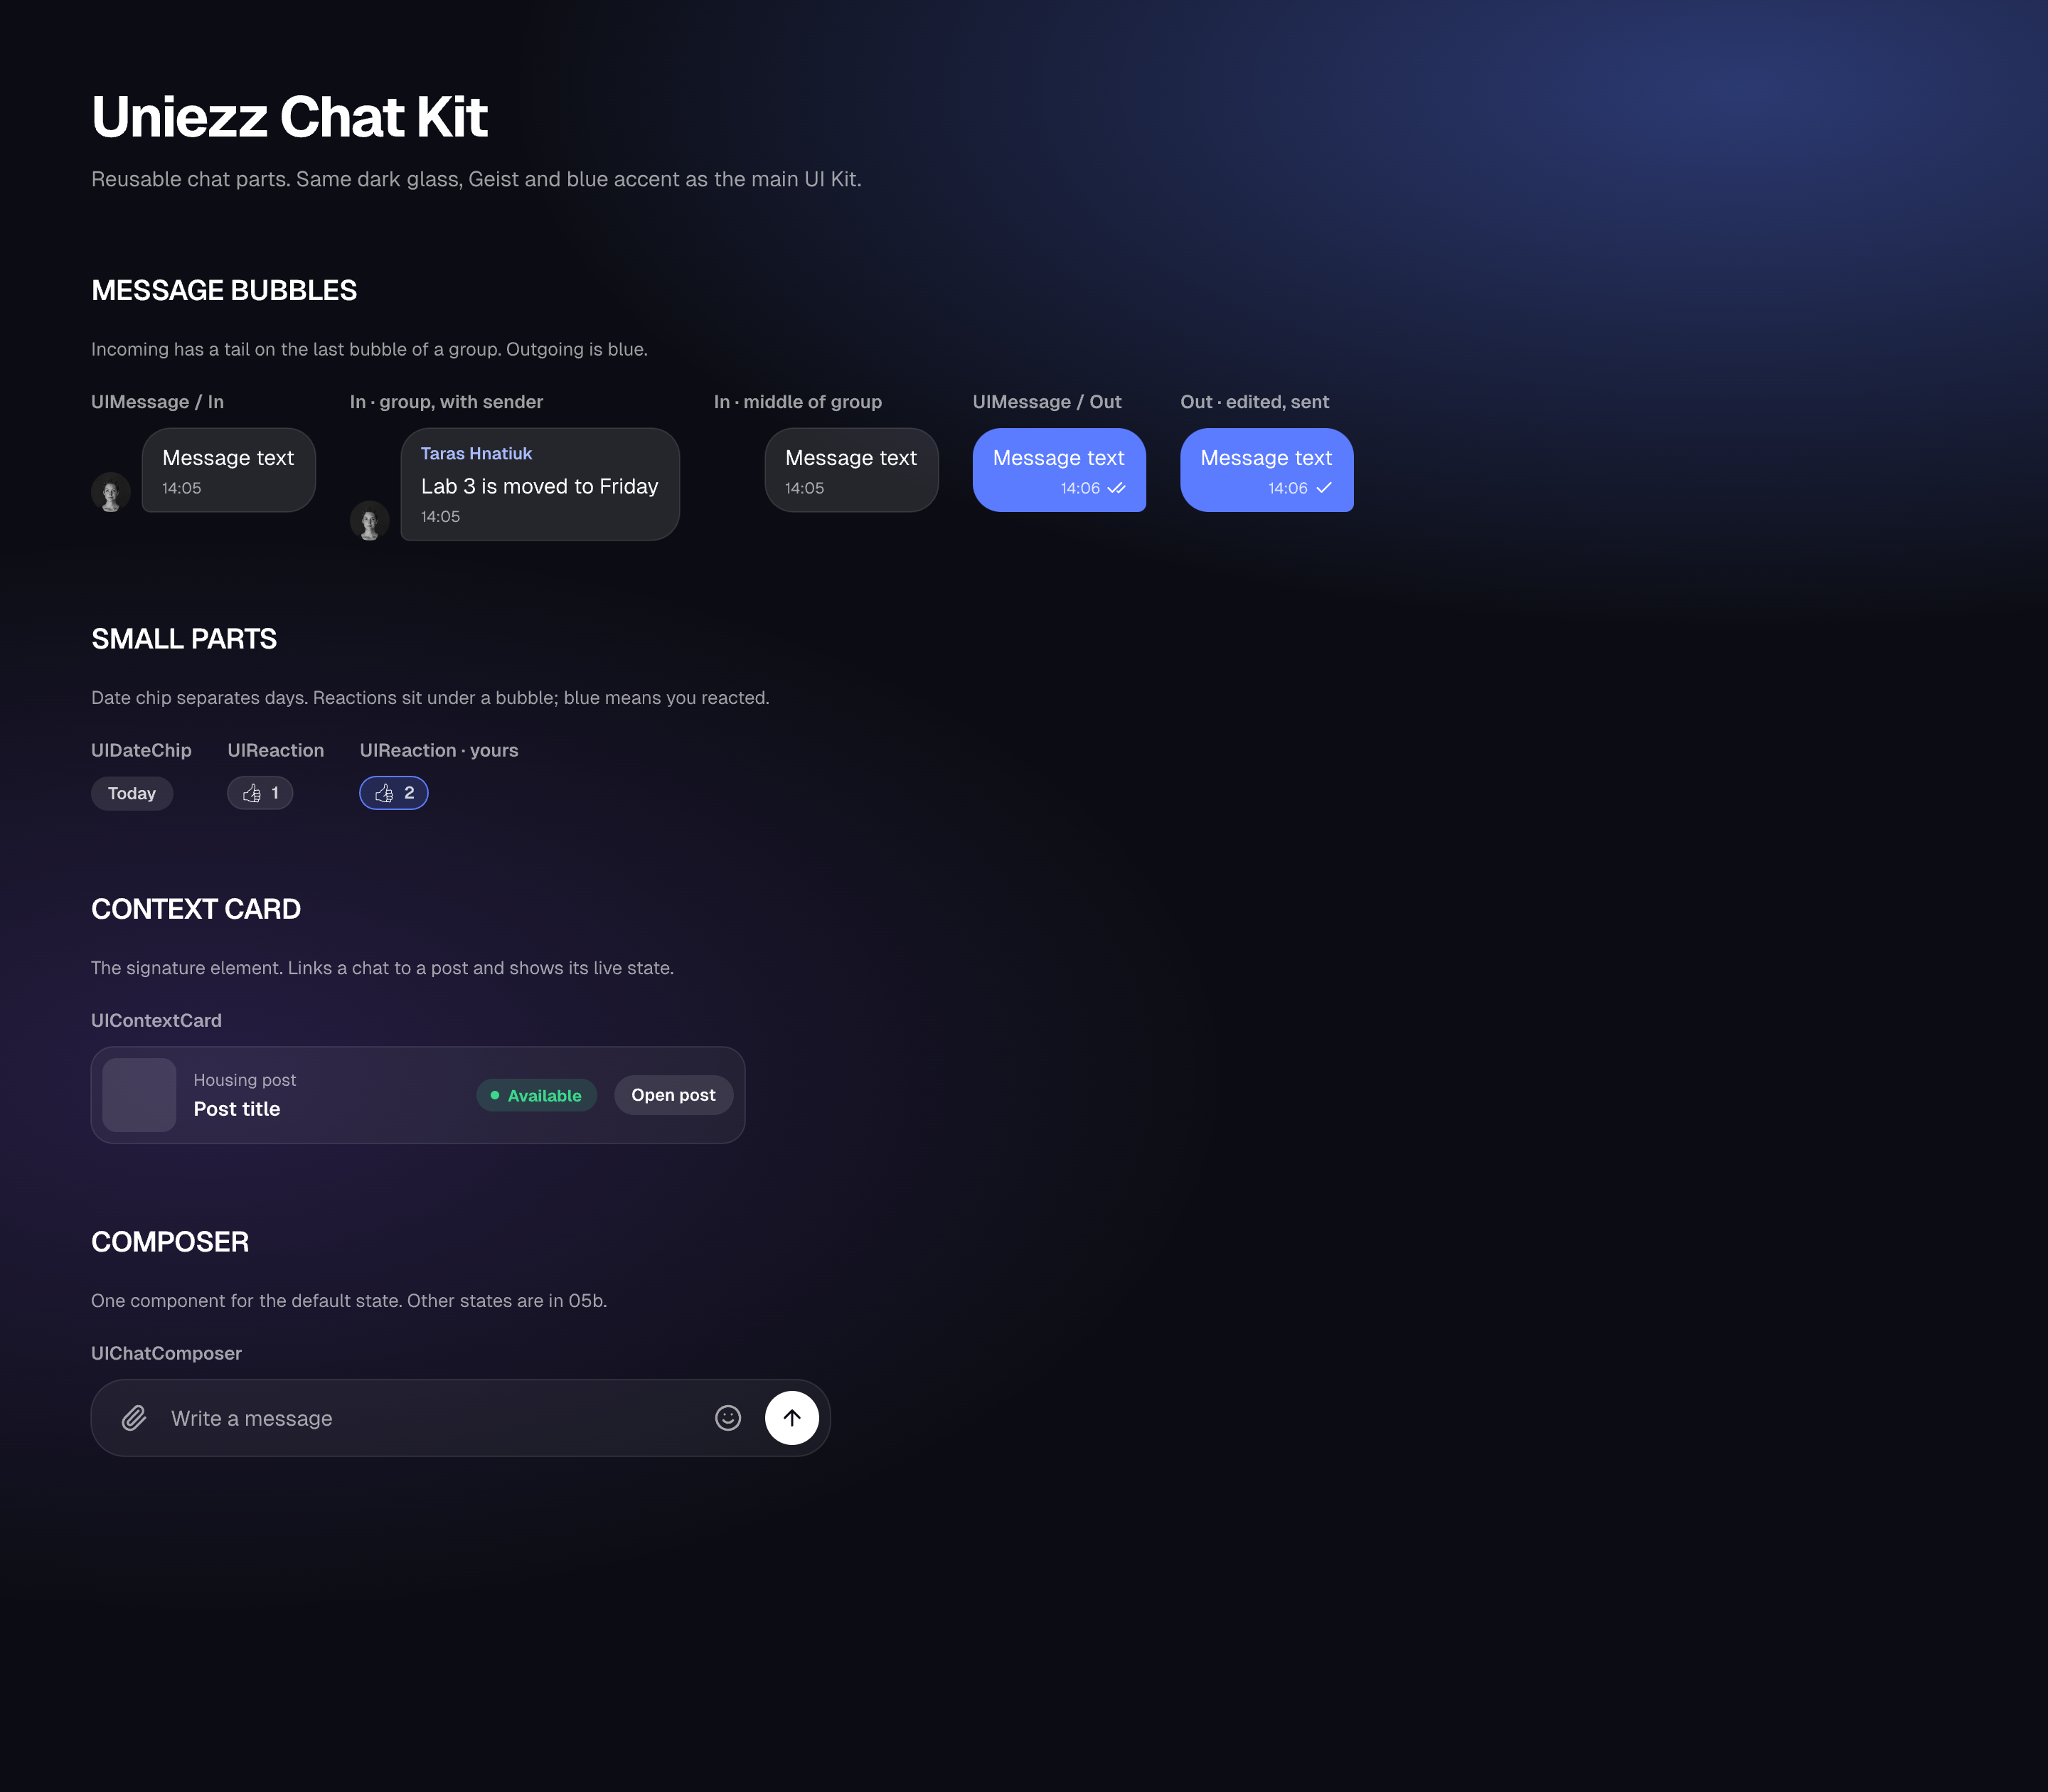 Uniezz Chat Kit
Reusable chat parts. Same dark glass, Geist and blue accent as the main UI Kit.
MESSAGE BUBBLES
Incoming has a tail on the last bubble of a group. Outgoing is blue.
UIMessage / In
Message text
14:05
In · group, with sender
Taras Hnatiuk
Lab 3 is moved to Friday
14:05
In · middle of group
Message text
14:05
UIMessage / Out
Message text
14:06
Out · edited, sent
Message text
14:06
SMALL PARTS
Date chip separates days. Reactions sit under a bubble; blue means you reacted.
UIDateChip
Today
UIReaction
1
UIReaction · yours
2
CONTEXT CARD
The signature element. Links a chat to a post and shows its live state.
UIContextCard
Housing post
Post title
Available
Open post
COMPOSER
One component for the default state. Other states are in 05b.
UIChatComposer
Write a message